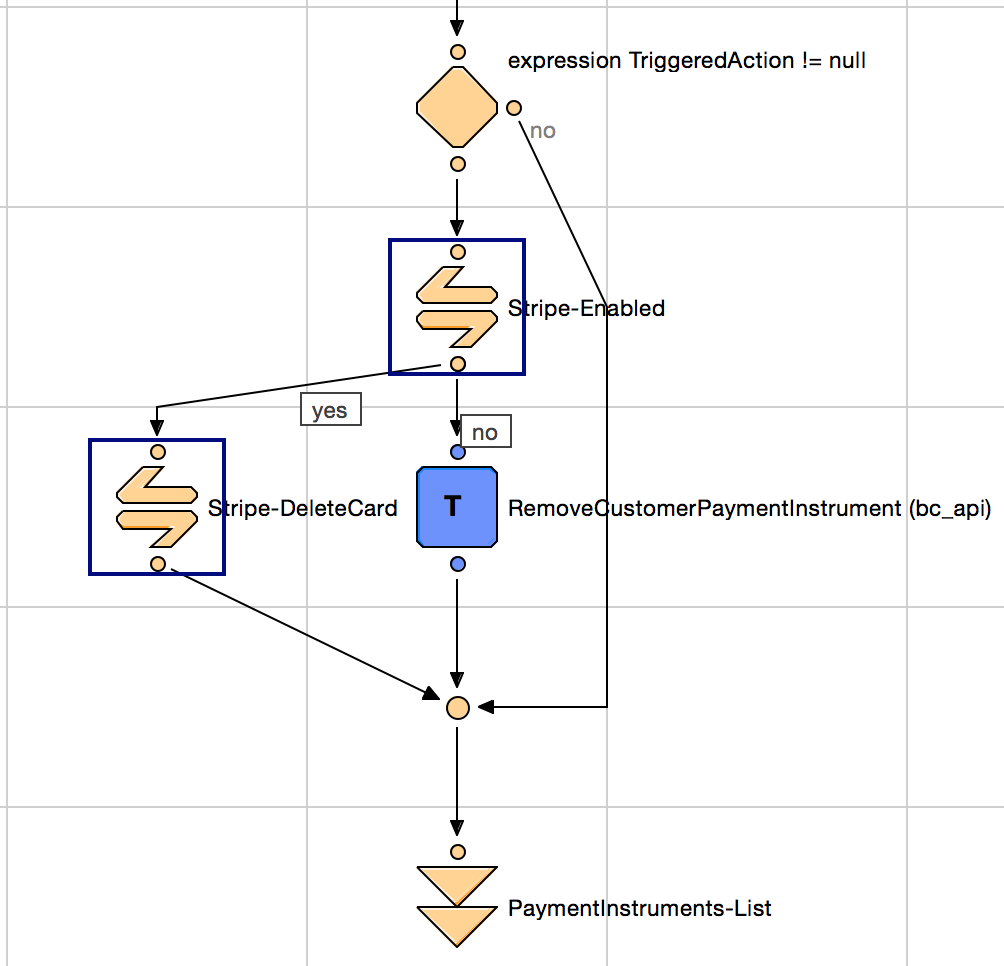 expression TriggeredAction != null
no
Stripe-Enabled
yes
no
Stripe-DeleteCard
T
RemoveCustomerPaymentInstrument (bc_api)
PaymentInstruments-List